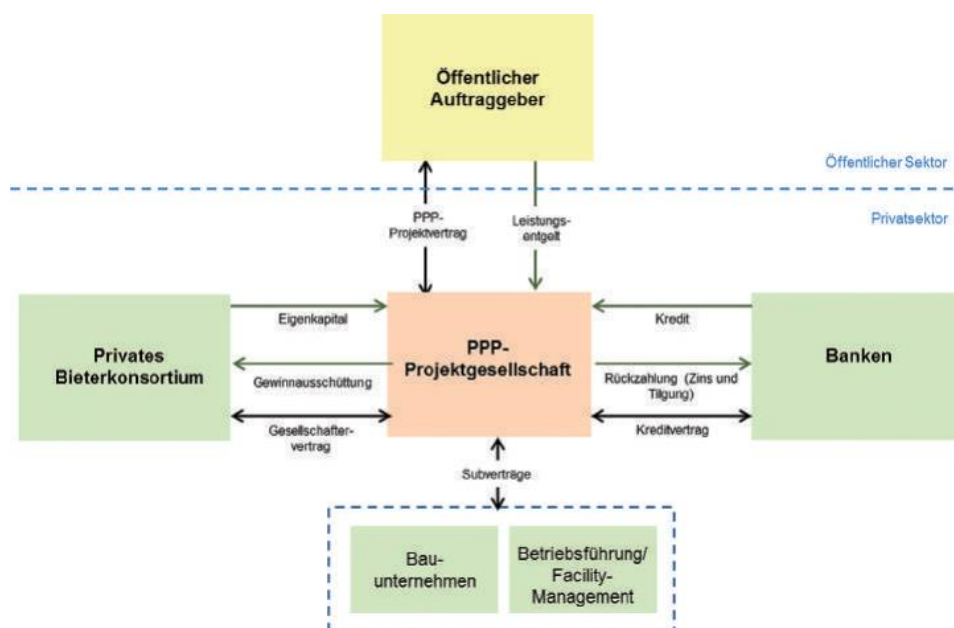 Öffentlicher
Auftraggeber
Öffentlicher Sektor
Privatsektor
PPP-
Projektvertrag
Leistungs-
entgelt
Privates
Bieterkonsortium
Eigenkapital
Gewinnausschüttung
Gesellschafter-
vertrag
PPP-
Projektgesellschaft
Kredit
Rückzahlung (Zins und
Tilgung)
Kreditvertrag
Banken
Subverträge
Bau-
unternehmen
Betriebsführung/
Facility-
Management